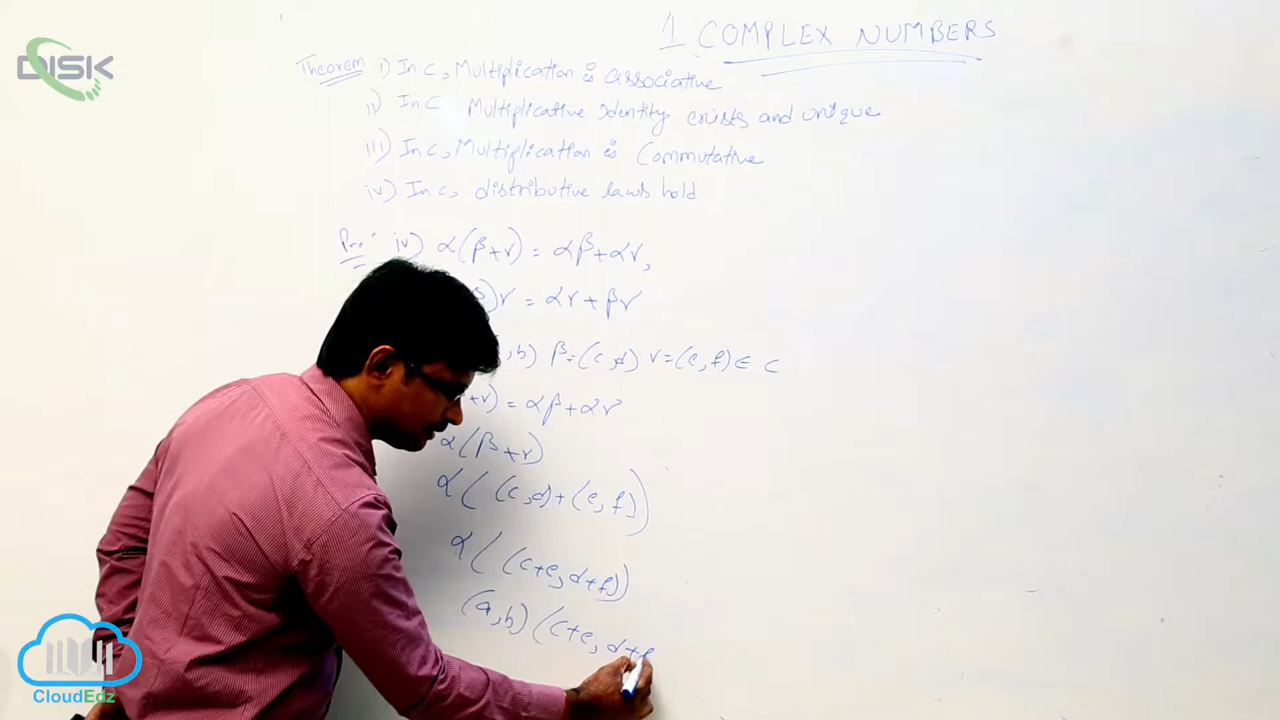 DISK
1 COMPLEX NUMBERS
Theorem i) In C, Multiplication is associative
ii) In C Multiplicative Identity exists and unique
iii) In C, Multiplication is Commutative
iv) In C, distributive laws hold
iv) α(β+γ) = αβ+αγ,
)γ = αγ + βγ
,b) β=(c,d) γ=(e,f) ∈ C
+γ) = αβ+αγ
α(β+γ)
α((c,d)+(e,f))
α((c+e,d+f))
(a,b)(c+e,d+f
CloudEdz